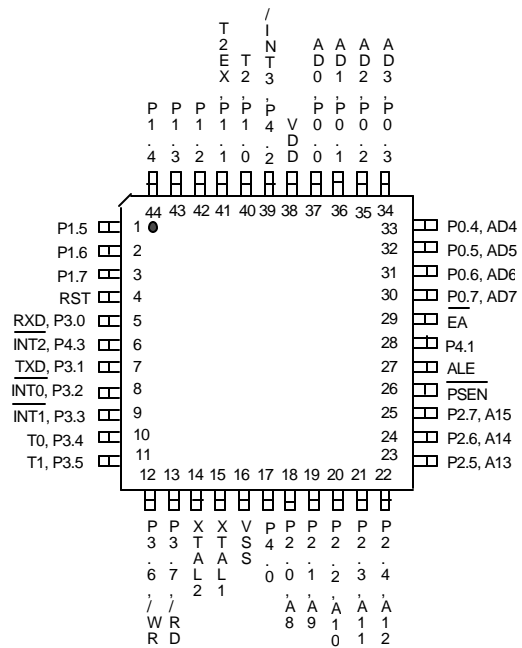 P1.4
P1.3
P1.2
T2EX,P1.1
T2,P1.0
/INT3,P4.2
VDD
AD0,P0.0
AD1,P0.1
AD2,P0.2
AD3,P0.3
44 43 42 41 40 39 38 37 36 35 34
P1.5 1
P1.6 2
P1.7 3
RST 4
RXD, P3.0 5
INT2, P4.3 6
TXD, P3.1 7
INT0, P3.2 8
INT1, P3.3 9
T0, P3.4 10
T1, P3.5 11
33 P0.4, AD4
32 P0.5, AD5
31 P0.6, AD6
30 P0.7, AD7
29 EA
28 P4.1
27 ALE
26 PSEN
25 P2.7, A15
24 P2.6, A14
23 P2.5, A13
12 13 14 15 16 17 18 19 20 21 22
P3.6,/WR
P3.7,/RD
XTAL2
XTAL1
VSS
P4.0
P2.0,A8
P2.1,A9
P2.2,A10
P2.3,A11
P2.4,A12